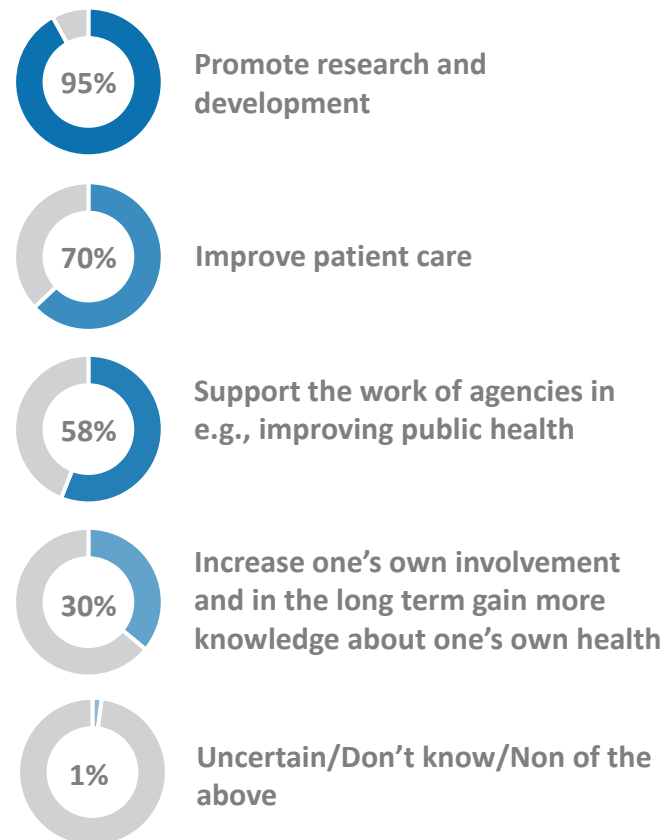 95%
Promote research and
development
70%
Improve patient care
58%
Support the work of agencies in
e.g., improving public health
30%
Increase one’s own involvement
and in the long term gain more
knowledge about one’s own health
1%
Uncertain/Don’t know/Non of the
above